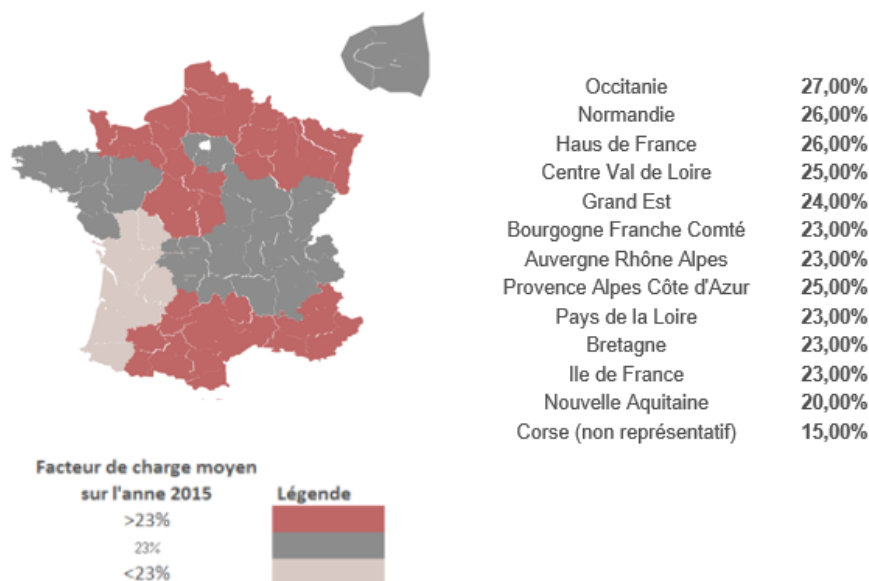 Occitanie 27,00%
Normandie 26,00%
Haus de France 26,00%
Centre Val de Loire 25,00%
Grand Est 24,00%
Bourgogne Franche Comté 23,00%
Auvergne Rhône Alpes 23,00%
Provence Alpes Côte d'Azur 25,00%
Pays de la Loire 23,00%
Bretagne 23,00%
Ile de France 23,00%
Nouvelle Aquitaine 20,00%
Corse (non représentatif) 15,00%
Facteur de charge moyen
sur l'anne 2015 Légende
>23%
23%
<23%